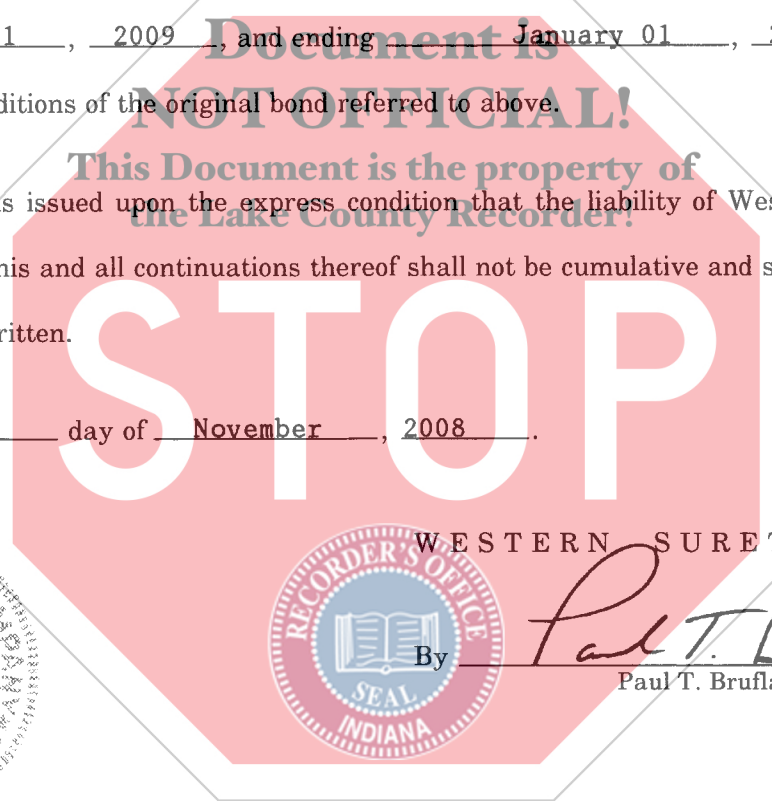 1 , 2009 , and ending January 01 ,
Document is
ditions of the original bond referred to above.
NOT OFFICIAL!
This Document is the property of
s issued upon the express condition that the liability of Wes
the Lake County Recorder!
his and all continuations thereof shall not be cumulative and s
ritten.
STOP
day of November , 2008 .
WESTERN SURET
RECORDER'S OFFICE
SEAL
INDIANA
By Paul T.
Paul T. Brufla